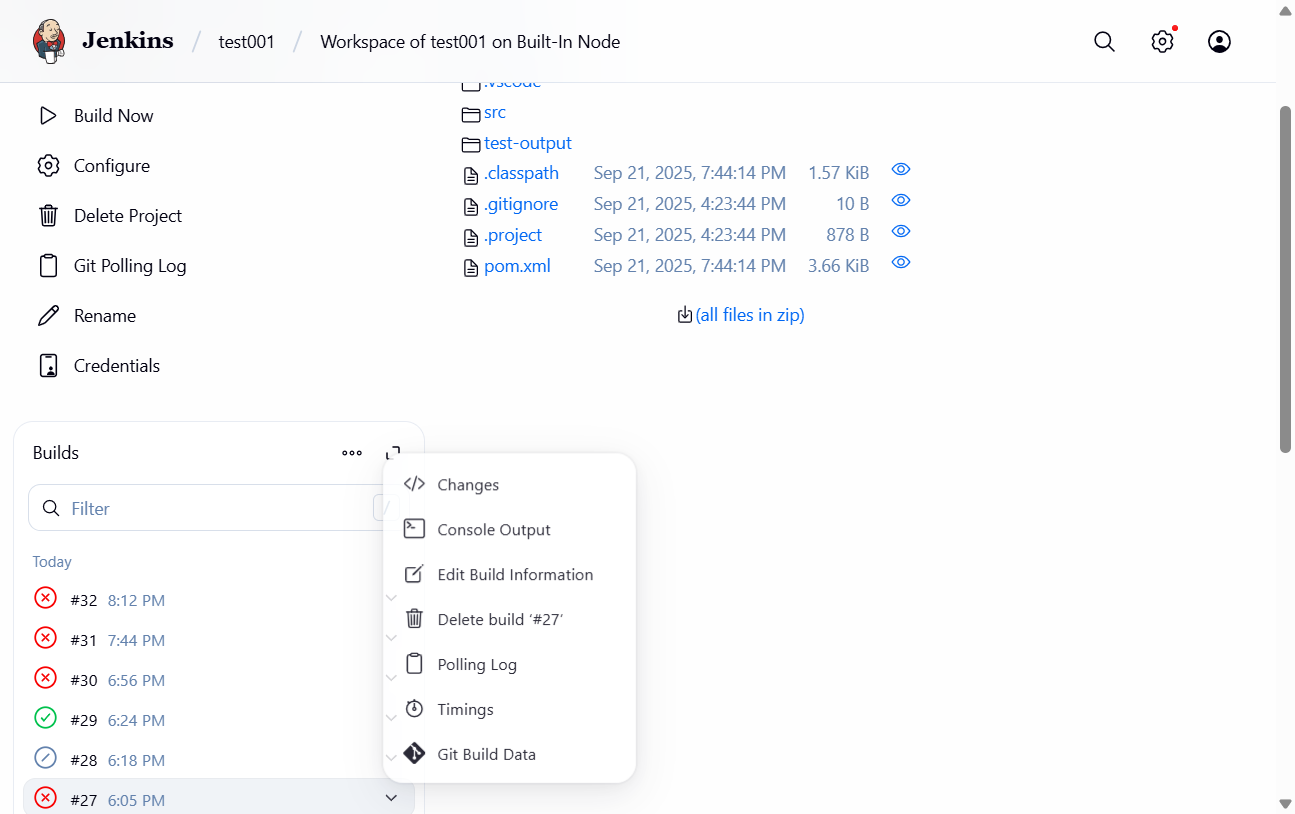 Jenkins / test001 / Workspace of test001 on Built-In Node
Build Now
Configure
Delete Project
Git Polling Log
Rename
Credentials
.vscode
src
test-output
.classpath Sep 21, 2025, 7:44:14 PM 1.57 KiB
.gitignore Sep 21, 2025, 4:23:44 PM 10 B
.project Sep 21, 2025, 4:23:44 PM 878 B
pom.xml Sep 21, 2025, 7:44:14 PM 3.66 KiB
(all files in zip)
Builds
Filter /
Today
#32 8:12 PM
#31 7:44 PM
#30 6:56 PM
#29 6:24 PM
#28 6:18 PM
#27 6:05 PM
Changes
Console Output
Edit Build Information
Delete build ‘#27’
Polling Log
Timings
Git Build Data